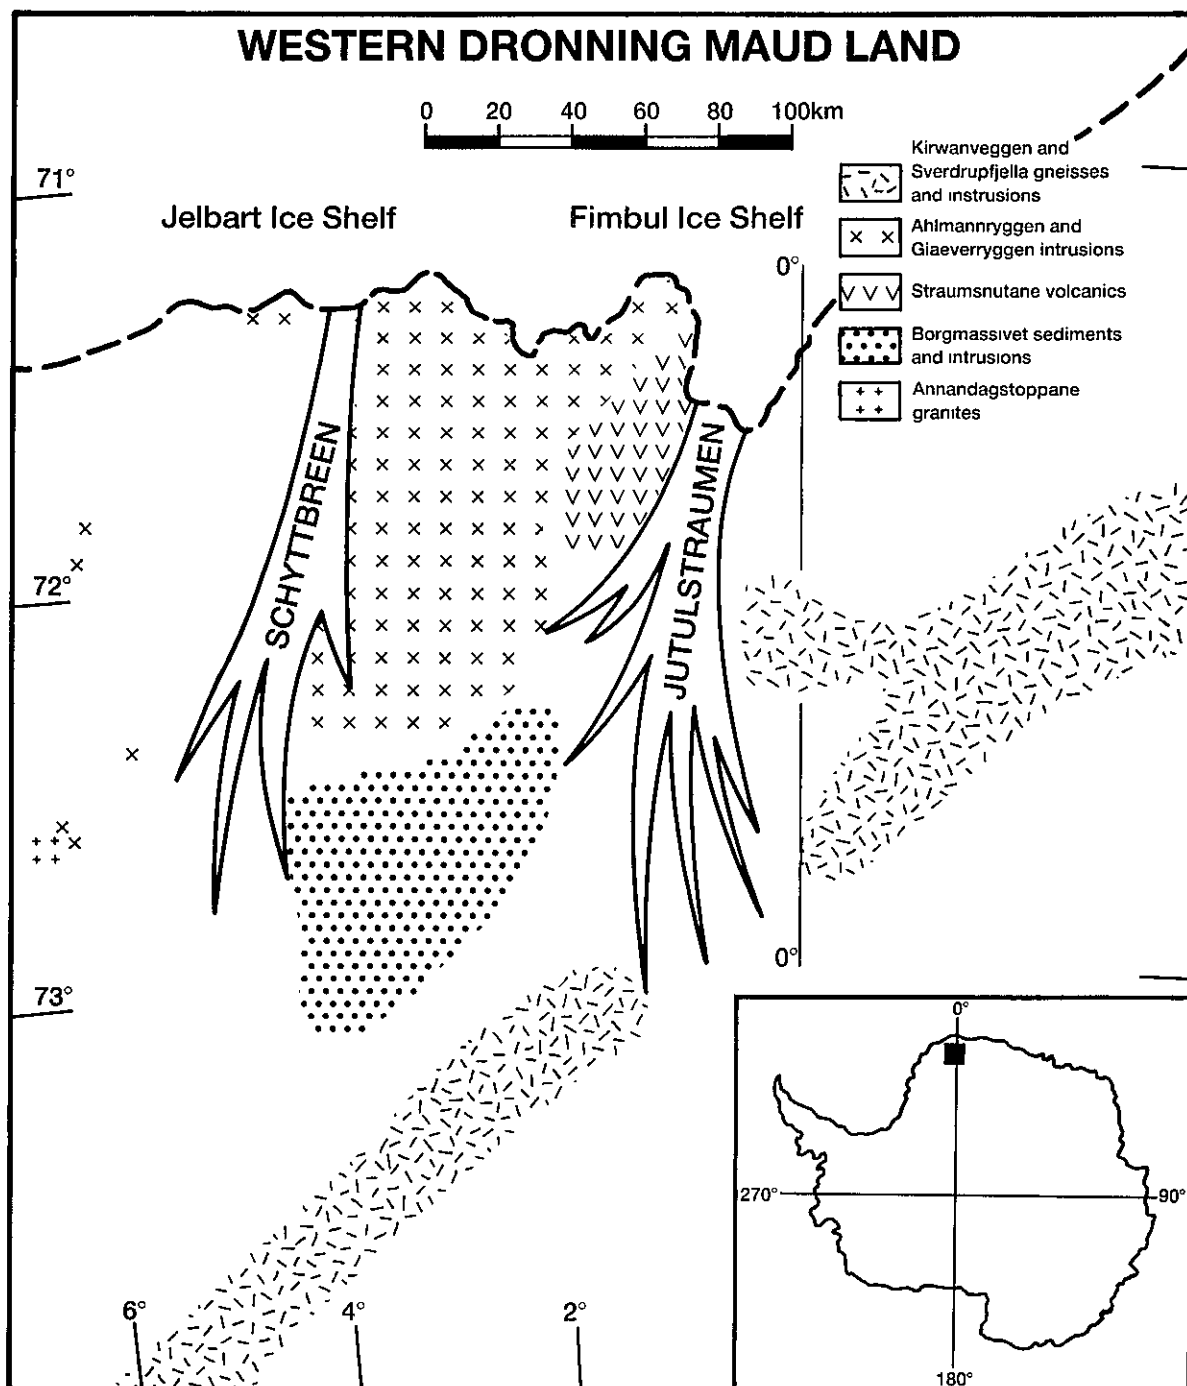 WESTERN DRONNING MAUD LAND
0 20 40 60 80 100km
Kirwanveggen and
Sverdrupfjella gneisses
and instrusions
Ahlmannryggen and
Giaeverryggen intrusions
Straumsnutane volcanics
Borgmassivet sediments
and intrusions
Annandagstoppane
granites
71°
Jelbart Ice Shelf
Fimbul Ice Shelf
0°
SCHYTTBREEN
JUTULSTRAUMEN
72°
0°
73°
6°
4°
2°
0°
270°
90°
180°